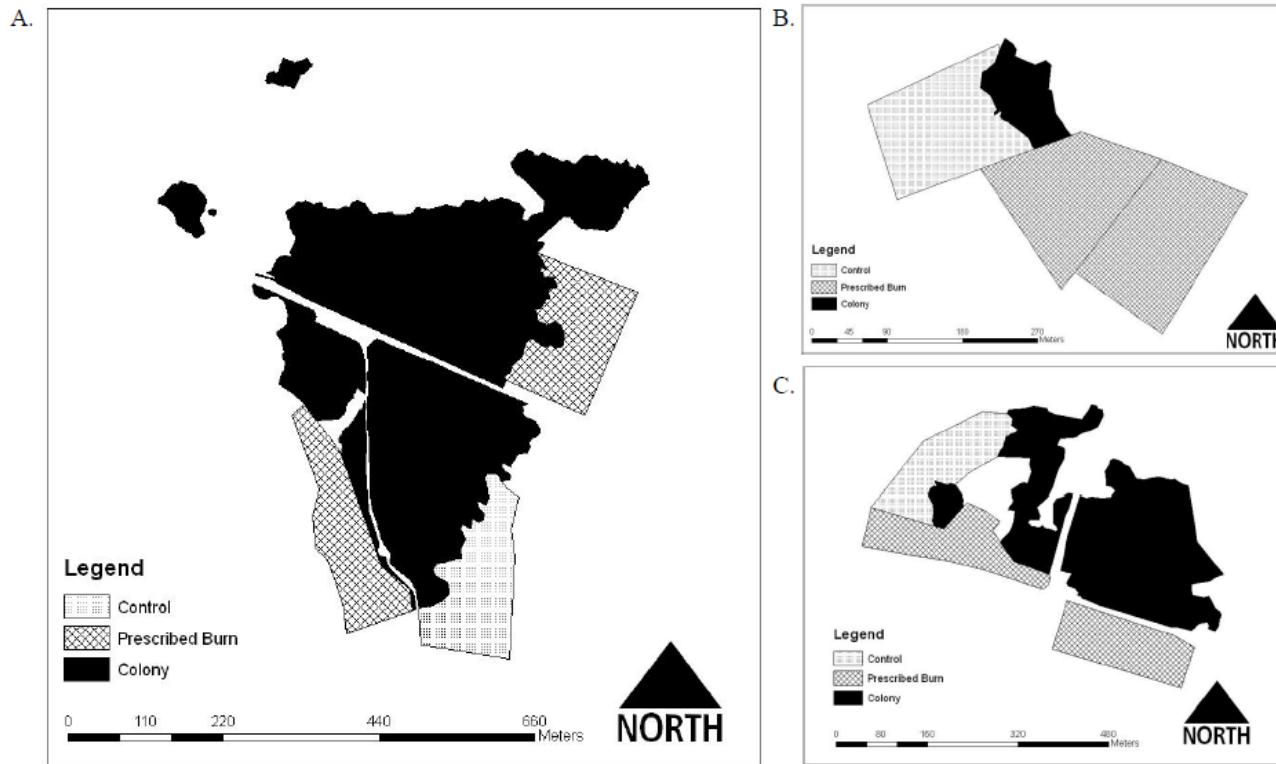 A.
Legend
Control
Prescribed Burn
Colony
0 110 220 440 660
Meters
NORTH
B.
Legend
Control
Prescribed Burn
Colony
0 45 90 180 270
Meters
NORTH
C.
Legend
Control
Prescribed Burn
Colony
0 80 160 320 480
Meters
NORTH